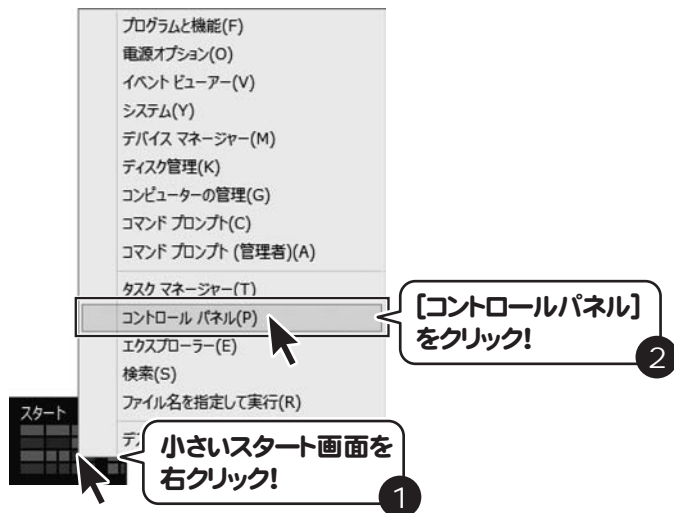 プログラムと機能(F)
電源オプション(O)
イベント ビューアー(V)
システム(Y)
デバイス マネージャー(M)
ディスク管理(K)
コンピューターの管理(G)
コマンド プロンプト(C)
コマンド プロンプト (管理者)(A)
タスク マネージャー(T)
コントロール パネル(P)
[コントロールパネル]
をクリック!
2
エクスプローラー(E)
検索(S)
ファイル名を指定して実行(R)
スタート
小さいスタート画面を
右クリック!
1